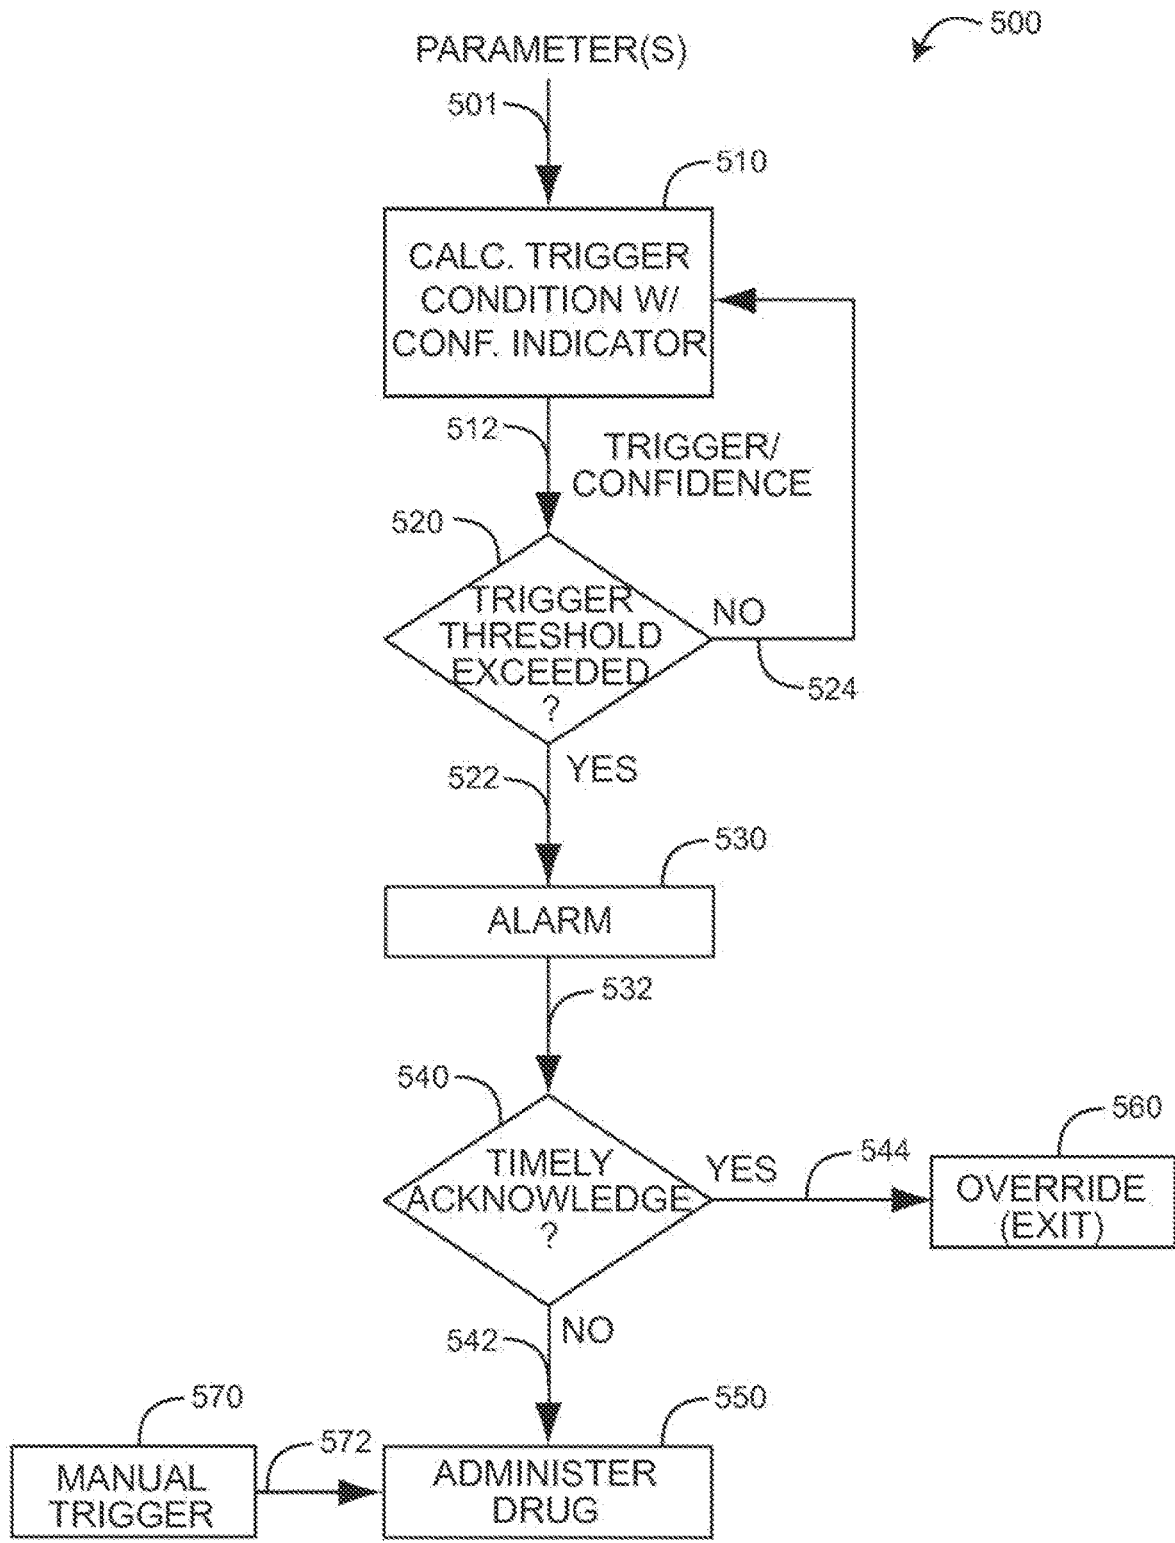 500
PARAMETER(S)
501
510
CALC. TRIGGER
CONDITION W/
CONF. INDICATOR
512
TRIGGER/
CONFIDENCE
520
TRIGGER
THRESHOLD
EXCEEDED
?
NO
524
YES
522
530
ALARM
532
540
TIMELY
ACKNOWLEDGE
?
YES
544
560
OVERRIDE
(EXIT)
NO
542
550
570
572
MANUAL
TRIGGER
ADMINISTER
DRUG